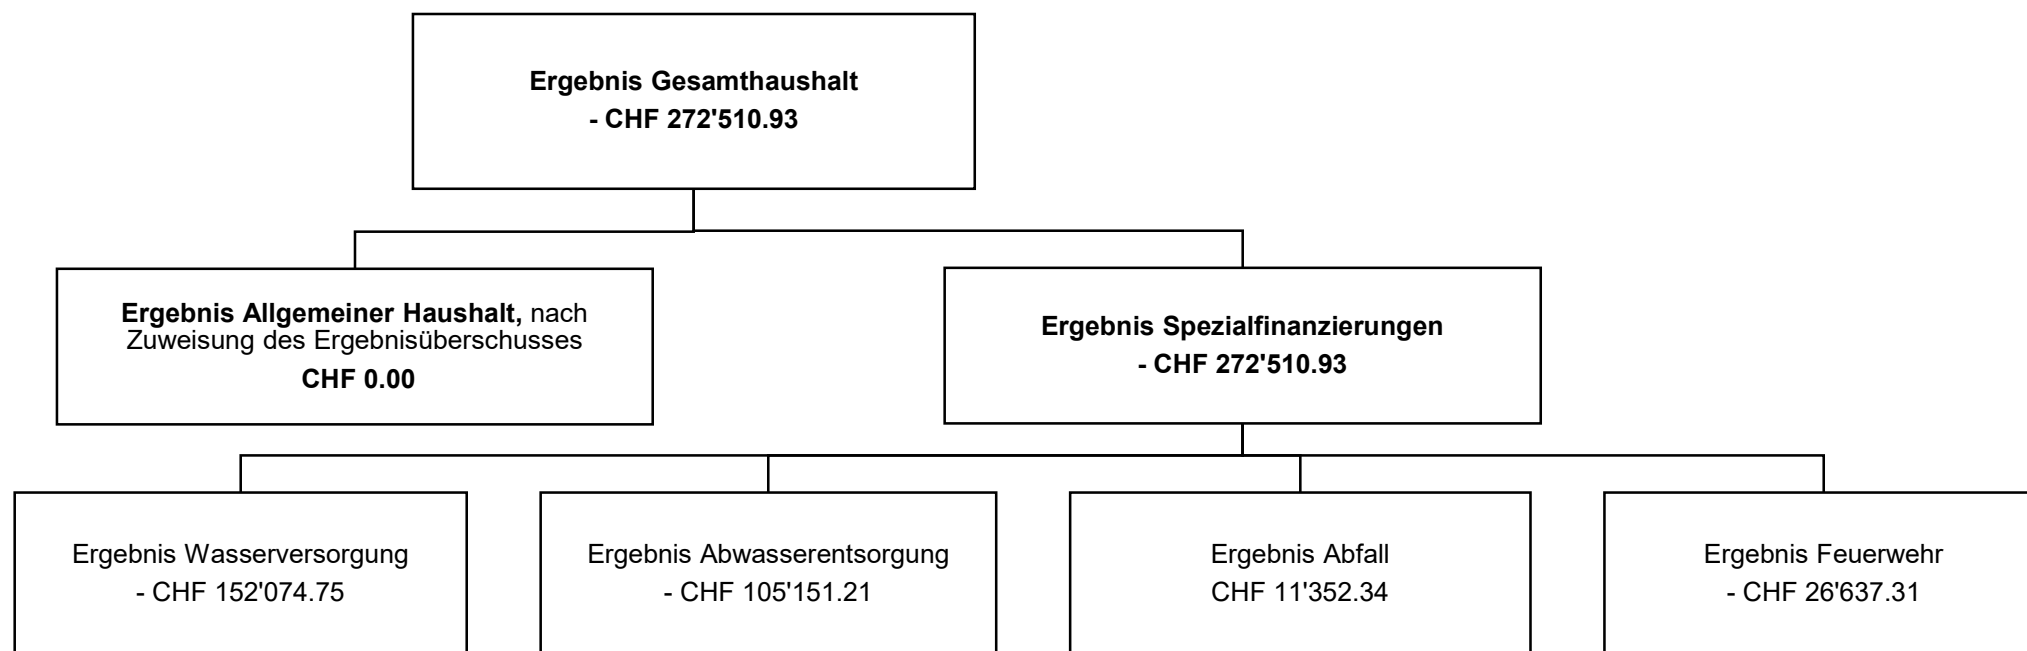 Ergebnis Gesamthaushalt
- CHF 272'510.93
Ergebnis Allgemeiner Haushalt, nach
Zuweisung des Ergebnisüberschusses
CHF 0.00
Ergebnis Spezialfinanzierungen
- CHF 272'510.93
Ergebnis Wasserversorgung
- CHF 152'074.75
Ergebnis Abwasserentsorgung
- CHF 105'151.21
Ergebnis Abfall
CHF 11'352.34
Ergebnis Feuerwehr
- CHF 26'637.31